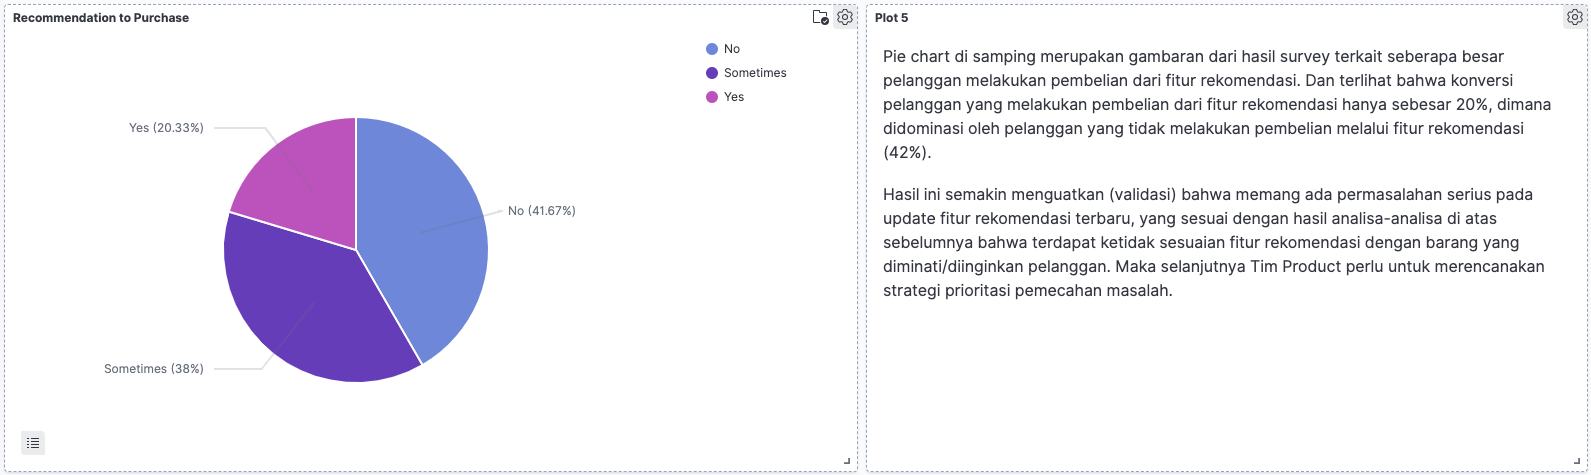 Recommendation to Purchase
No
Sometimes
Yes
Yes (20.33%)
No (41.67%)
Sometimes (38%)
Plot 5
Pie chart di samping merupakan gambaran dari hasil survey terkait seberapa besar
pelanggan melakukan pembelian dari fitur rekomendasi. Dan terlihat bahwa konversi
pelanggan yang melakukan pembelian dari fitur rekomendasi hanya sebesar 20%, dimana
didominasi oleh pelanggan yang tidak melakukan pembelian melalui fitur rekomendasi
(42%).
Hasil ini semakin menguatkan (validasi) bahwa memang ada permasalahan serius pada
update fitur rekomendasi terbaru, yang sesuai dengan hasil analisa-analisa di atas
sebelumnya bahwa terdapat ketidak sesuaian fitur rekomendasi dengan barang yang
diminati/diinginkan pelanggan. Maka selanjutnya Tim Product perlu untuk merencanakan
strategi prioritasi pemecahan masalah.